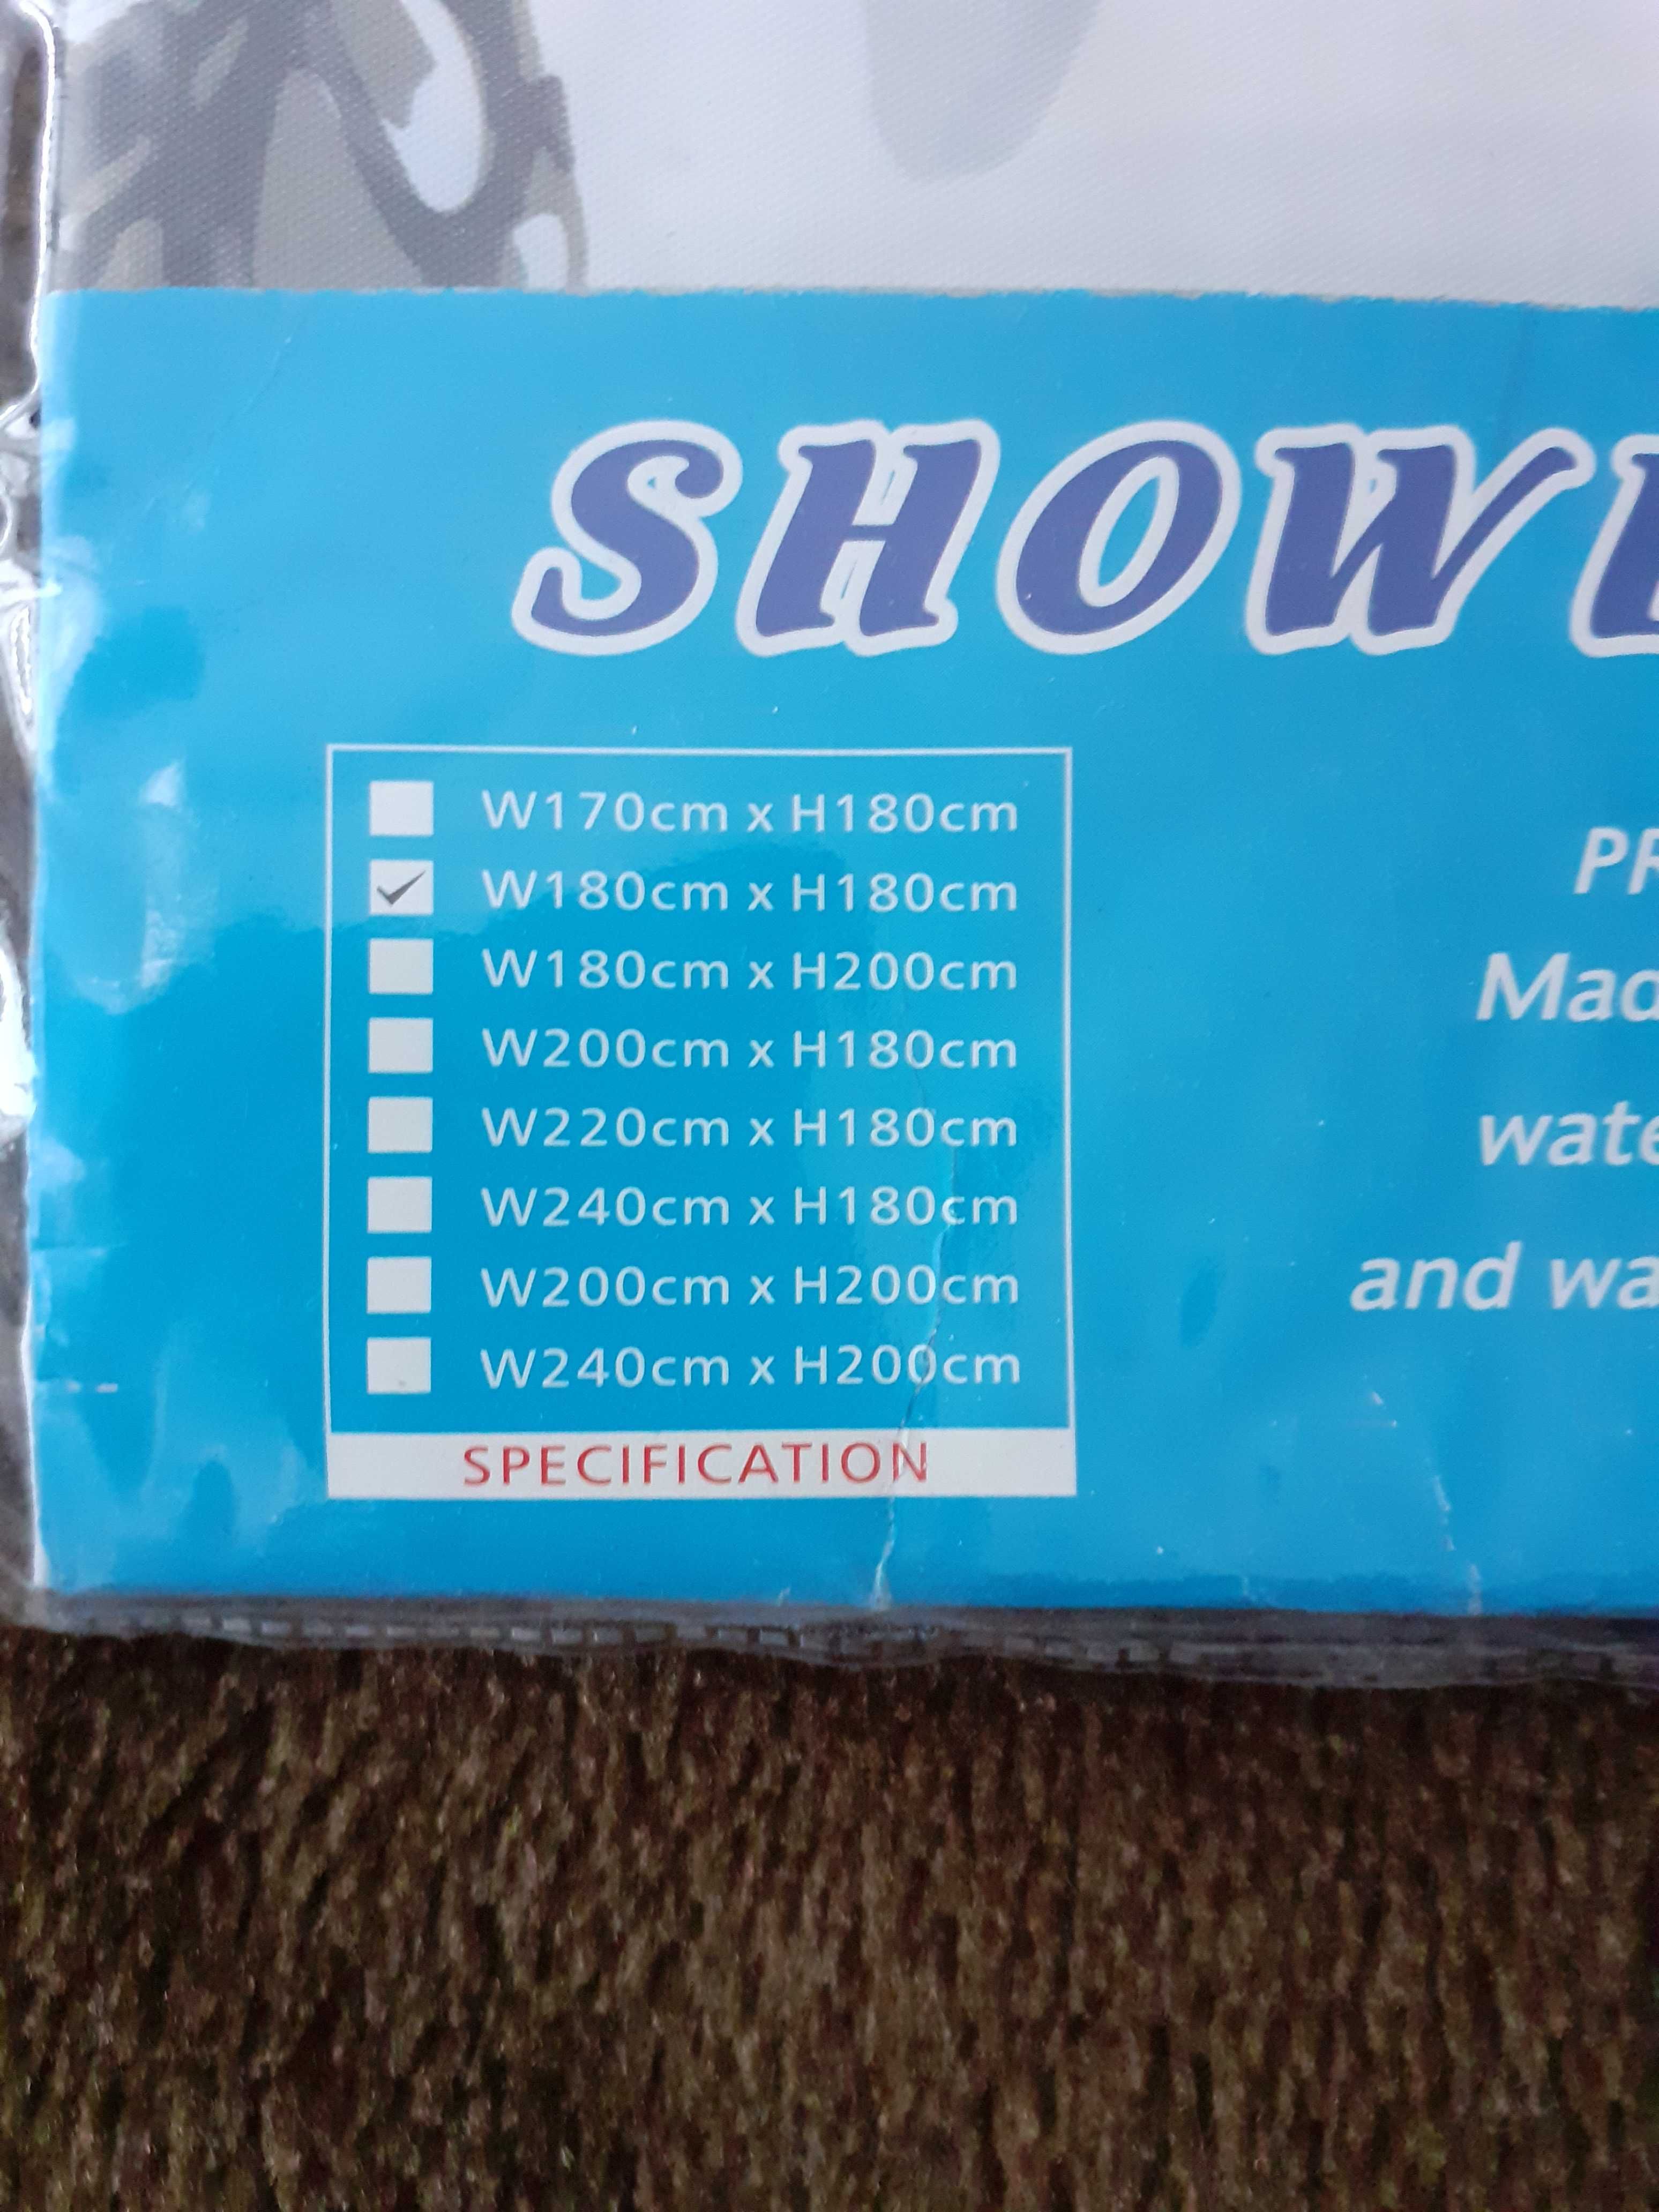 SHOW
W170cm x H180cm
W180cm x H180cm
W180cm x H200cm
W200cm x H180cm
W220cm x H180cm
W240cm x H180cm
W200cm x H200cm
W240cm x H200cm
SPECIFICATION
PR
Mad
wate
and wa